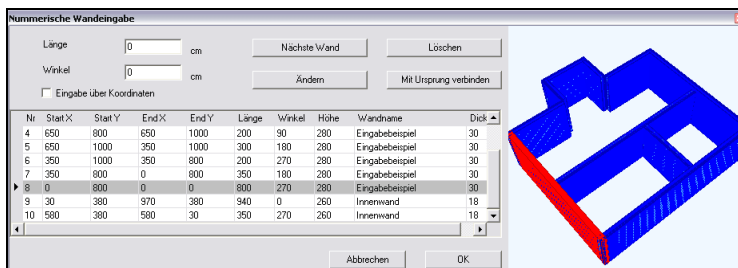 Nummerische Wandeingabe
Länge 0 cm Nächste Wand Löschen
Winkel 0 cm Ändern Mit Ursprung verbinden
Eingabe über Koordinaten
Nr Start X Start Y End X End Y Länge Winkel Höhe Wandname Dick
4 650 800 650 1000 200 90 280 Eingabebeispiel 30
5 650 1000 350 1000 300 180 280 Eingabebeispiel 30
6 350 1000 350 800 200 270 280 Eingabebeispiel 30
7 350 800 0 800 350 180 280 Eingabebeispiel 30
8 0 800 0 0 800 270 280 Eingabebeispiel 30
9 30 380 970 380 940 0 260 Innenwand 18
10 580 380 580 30 350 270 260 Innenwand 18
Abbrechen OK